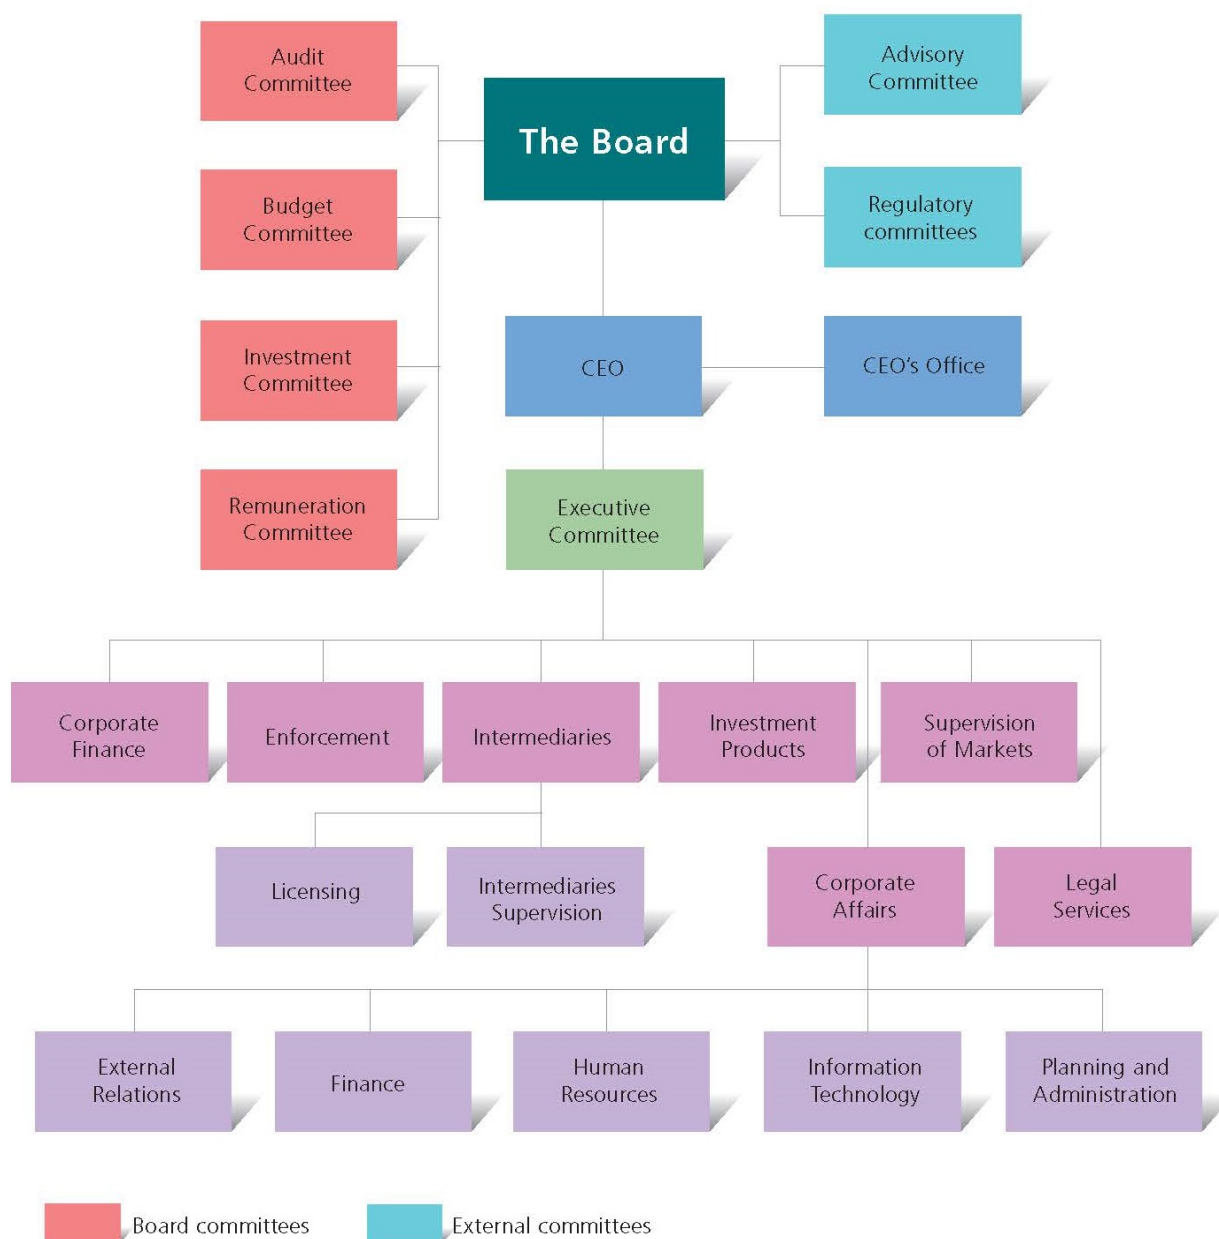 Audit
Committee
Advisory
Committee
The Board
Budget
Committee
Regulatory
committees
Investment
Committee
CEO
CEO's Office
Remuneration
Committee
Executive
Committee
Corporate
Finance
Enforcement
Intermediaries
Investment
Products
Supervision
of Markets
Licensing
Intermediaries
Supervision
Corporate
Affairs
Legal
Services
External
Relations
Finance
Human
Resources
Information
Technology
Planning and
Administration
Board committees
External committees